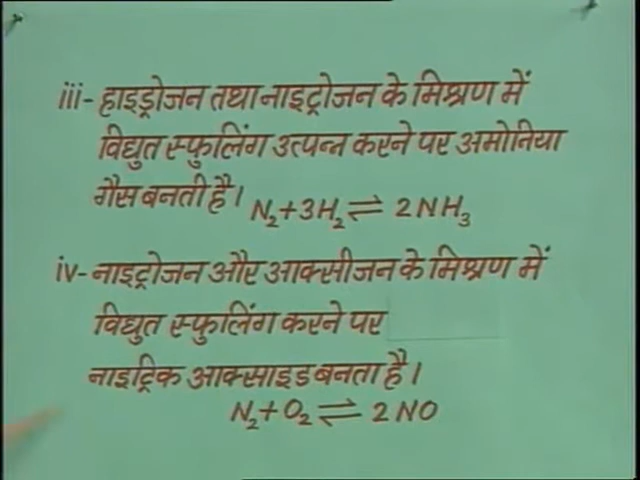 iii- हाइड्रोजन तथा नाइट्रोजन के मिश्रण में
विद्युत स्फुलिंग उत्पन्न करने पर अमोनिया
गैस बनती है। N₂+3H₂⇌ 2NH₃
iv- नाइट्रोजन और आक्सीजन के मिश्रण में
विद्युत स्फुलिंग करने पर
नाइट्रिक आक्साइड बनता है।
N₂+O₂⇌ 2NO